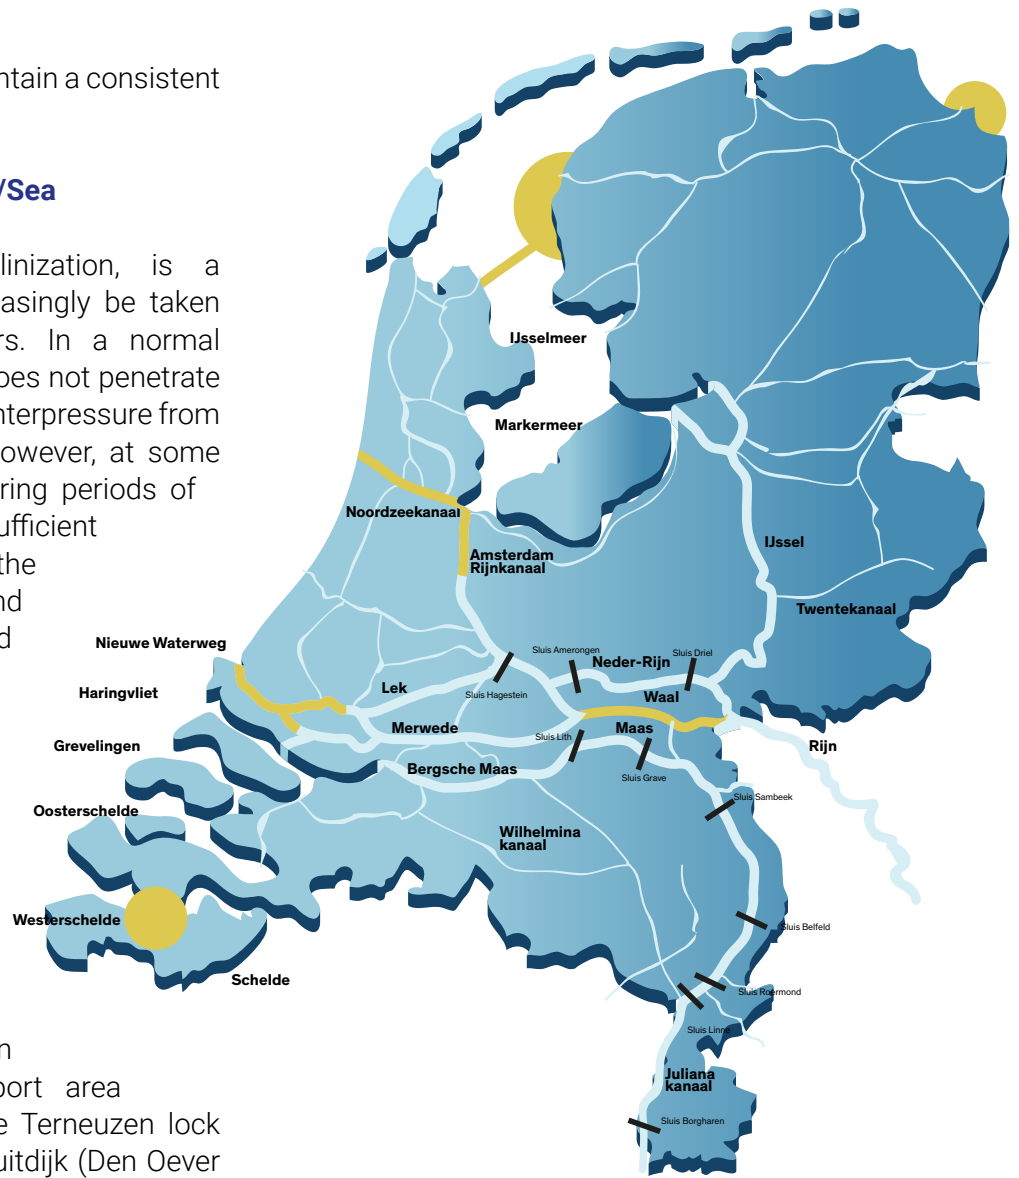 ntain a consistent
/Sea
linization, is a
asingly be taken
rs. In a normal
oes not penetrate
nterpressure from
owever, at some
ring periods of
ufficient
the
nd
d
n
port area
e Terneuzen lock
uitdijk (Den Oever
IJsselmeer
Markermeer
Noordzeekanaal
Amsterdam
Rijnkanaal
IJssel
Twentekanaal
Nieuwe Waterweg
Sluis Amerongen
Neder-Rijn
Sluis Driel
Haringvliet
Lek
Sluis Hagestein
Waal
Merwede
Sluis Lith
Maas
Grevelingen
Rijn
Bergsche Maas
Sluis Grave
Sluis Sambeek
Oosterschelde
Wilhelmina
kanaal
Westerschelde
Sluis Belfeld
Schelde
Sluis Roermond
Sluis Linne
Juliana
kanaal
Sluis Borgharen